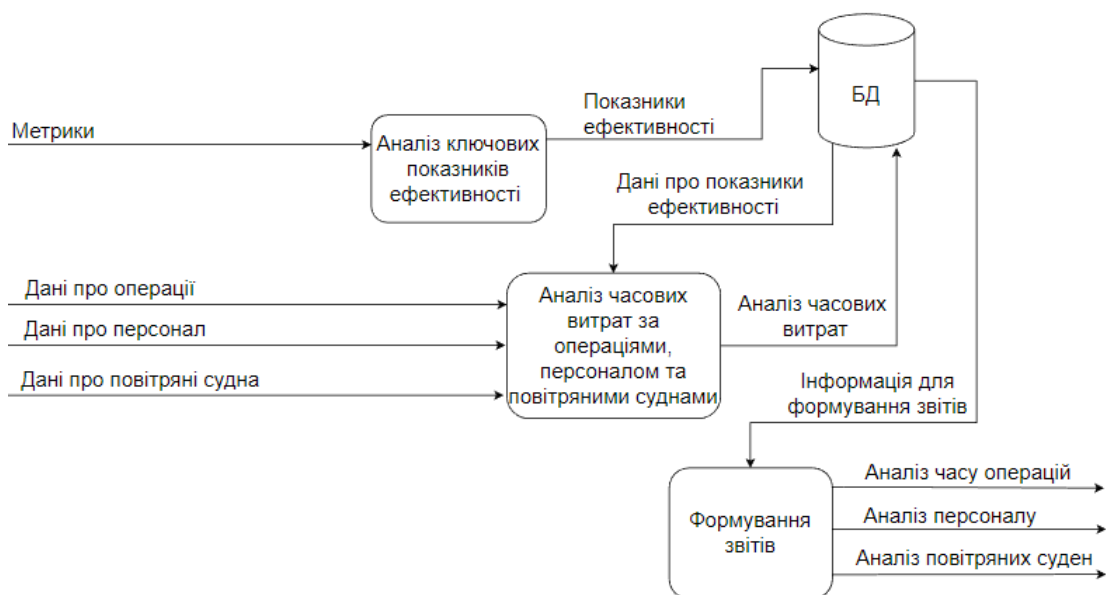 БД
Показники
ефективності
Метрики
Аналіз ключових
показників
ефективності
Дані про показники
ефективності
Дані про операції
Дані про персонал
Дані про повітряні судна
Аналіз часових
витрат за
операціями,
персоналом та
повітряними суднами
Аналіз часових
витрат
Інформація для
формування звітів
Формування
звітів
Аналіз часу операцій
Аналіз персоналу
Аналіз повітряних суден